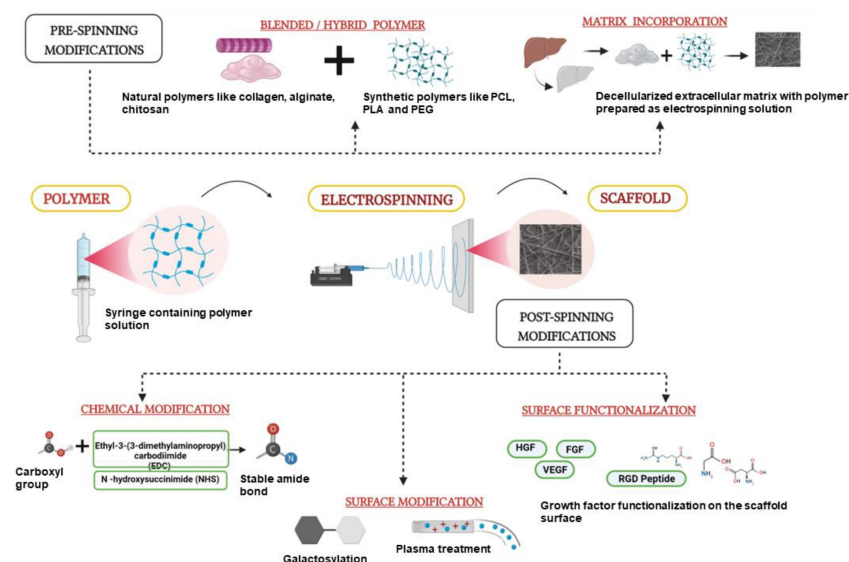 PRE-SPINNING
MODIFICATIONS
BLENDED / HYBRID POLYMER
Natural polymers like collagen, alginate,
chitosan
Synthetic polymers like PCL,
PLA and PEG
MATRIX INCORPORATION
Decellularized extracellular matrix with polymer
prepared as electrospinning solution
POLYMER
ELECTROSPINNING
SCAFFOLD
Syringe containing polymer
solution
POST-SPINNING
MODIFICATIONS
CHEMICAL MODIFICATION
Carboxyl
group
Ethyl-3-(3-dimethylaminopropyl)
carbodiimide
(EDC)
N -hydroxysuccinimide (NHS)
Stable amide
bond
SURFACE MODIFICATION
Galactosylation
Plasma treatment
SURFACE FUNCTIONALIZATION
HGF
FGF
VEGF
RGD Peptide
Growth factor functionalization on the scaffold
surface